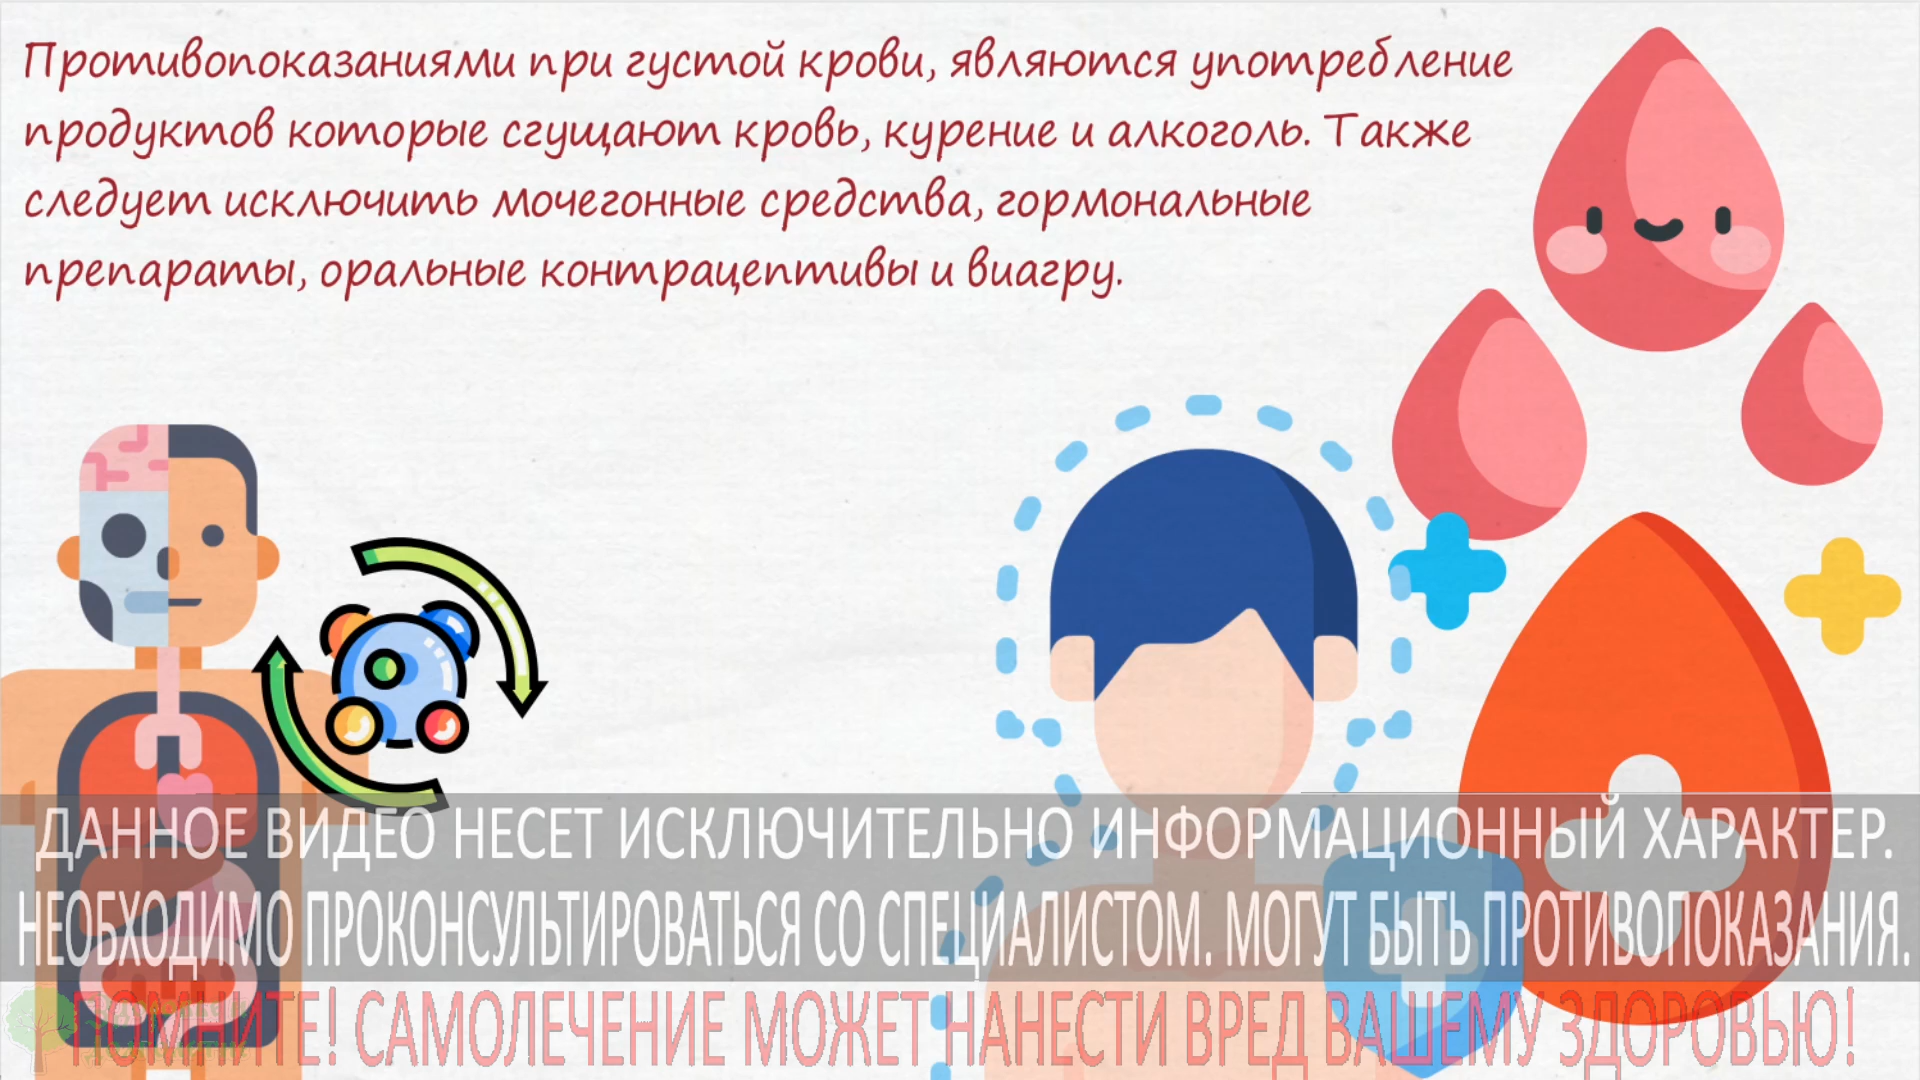 Противопоказаниями при густой крови, являются употребление
продуктов которые сгущают кровь, курение и алкоголь. Также
следует исключить мочегонные средства, гормональные
препараты, оральные контрацептивы и виагру.
ДАННОЕ ВИДЕО НЕСЕТ ИСКЛЮЧИТЕЛЬНО ИНФОРМАЦИОННЫЙ ХАРАКТЕР.
НЕОБХОДИМО ПРОКОНСУЛЬТИРОВАТЬСЯ СО СПЕЦИАЛИСТОМ. МОГУТ БЫТЬ ПРОТИВОПОКАЗАНИЯ.
ПОМНИТЕ! САМОЛЕЧЕНИЕ МОЖЕТ НАНЕСТИ ВРЕД ВАШЕМУ ЗДОРОВЬЮ!